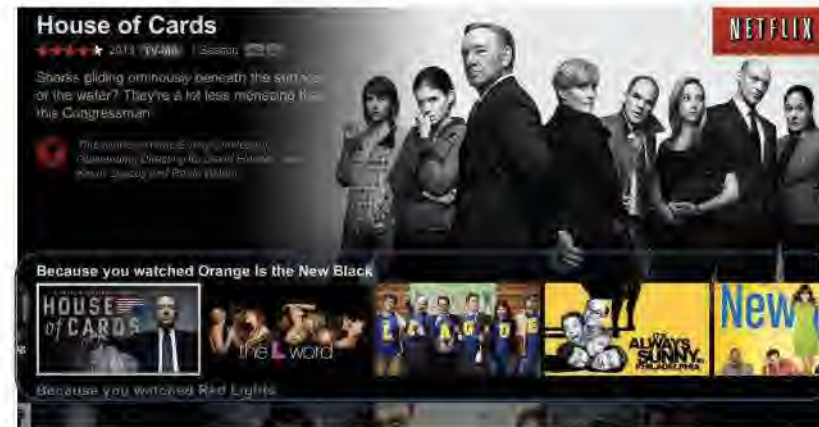 House of Cards
NETFLIX
2013 TV-MA 1 Season
Sharks gliding ominously beneath the surface
of the water? They're a lot less menacing than
this Congressman
Because you watched Orange Is the New Black
HOUSE
of CARDS
the L word
LEAGUE
IT'S
ALWAYS
SUNNY
PHILADELPHIA
New
Because you watched Red Lights